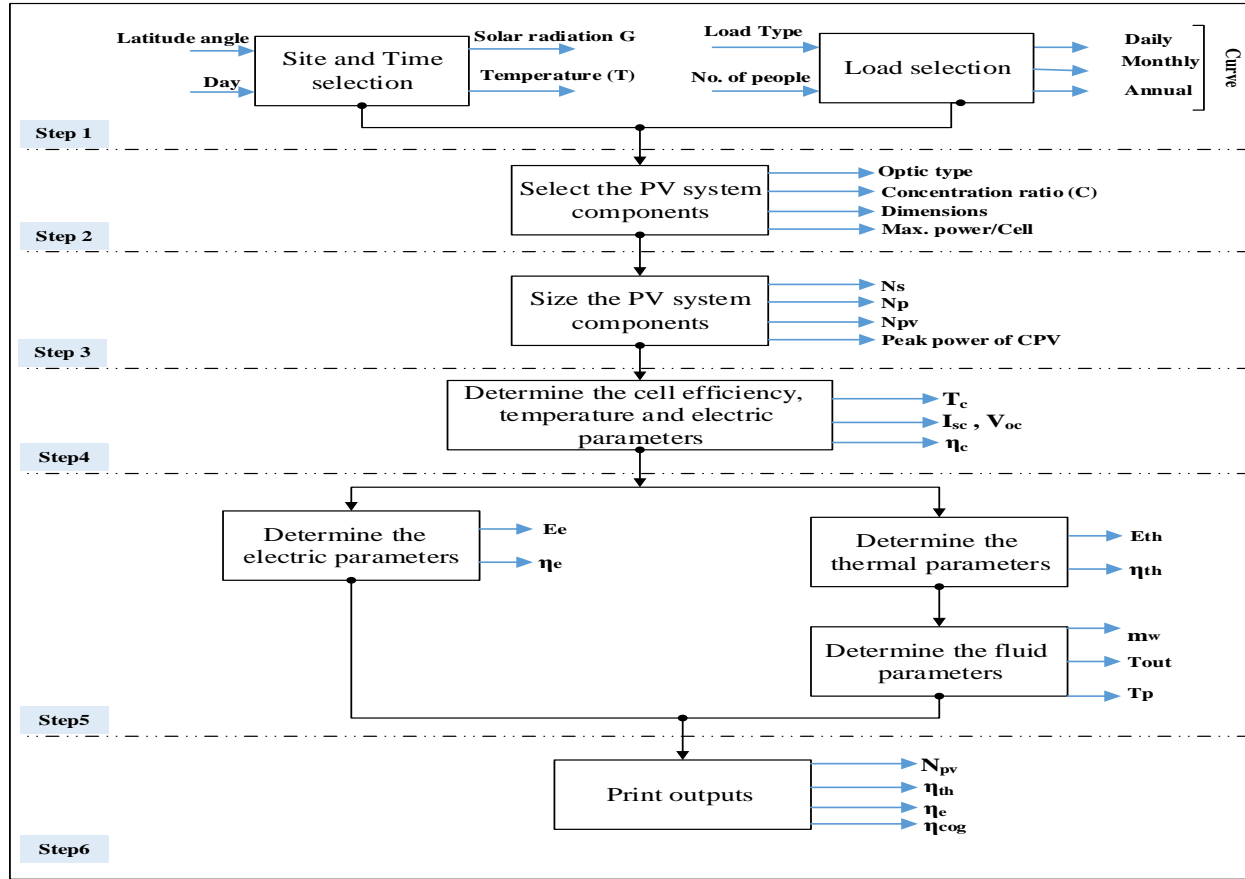 Latitude angle
Day
Site and Time
selection
Solar radiation G
Temperature (T)
Load Type
No. of people
Load selection
Daily
Monthly
Annual
Curve
Step 1
Select the PV system
components
Optic type
Concentration ratio (C)
Dimensions
Max. power/Cell
Step 2
Size the PV system
components
Ns
Np
Npv
Peak power of CPV
Step 3
Determine the cell efficiency,
temperature and electric
parameters
Tc
Isc , Voc
ηc
Step4
Determine the
electric parameters
Ee
ηe
Determine the
thermal parameters
Eth
ηth
Determine the fluid
parameters
mw
Tout
Tp
Step5
Print outputs
Npv
ηth
ηe
ηcog
Step6